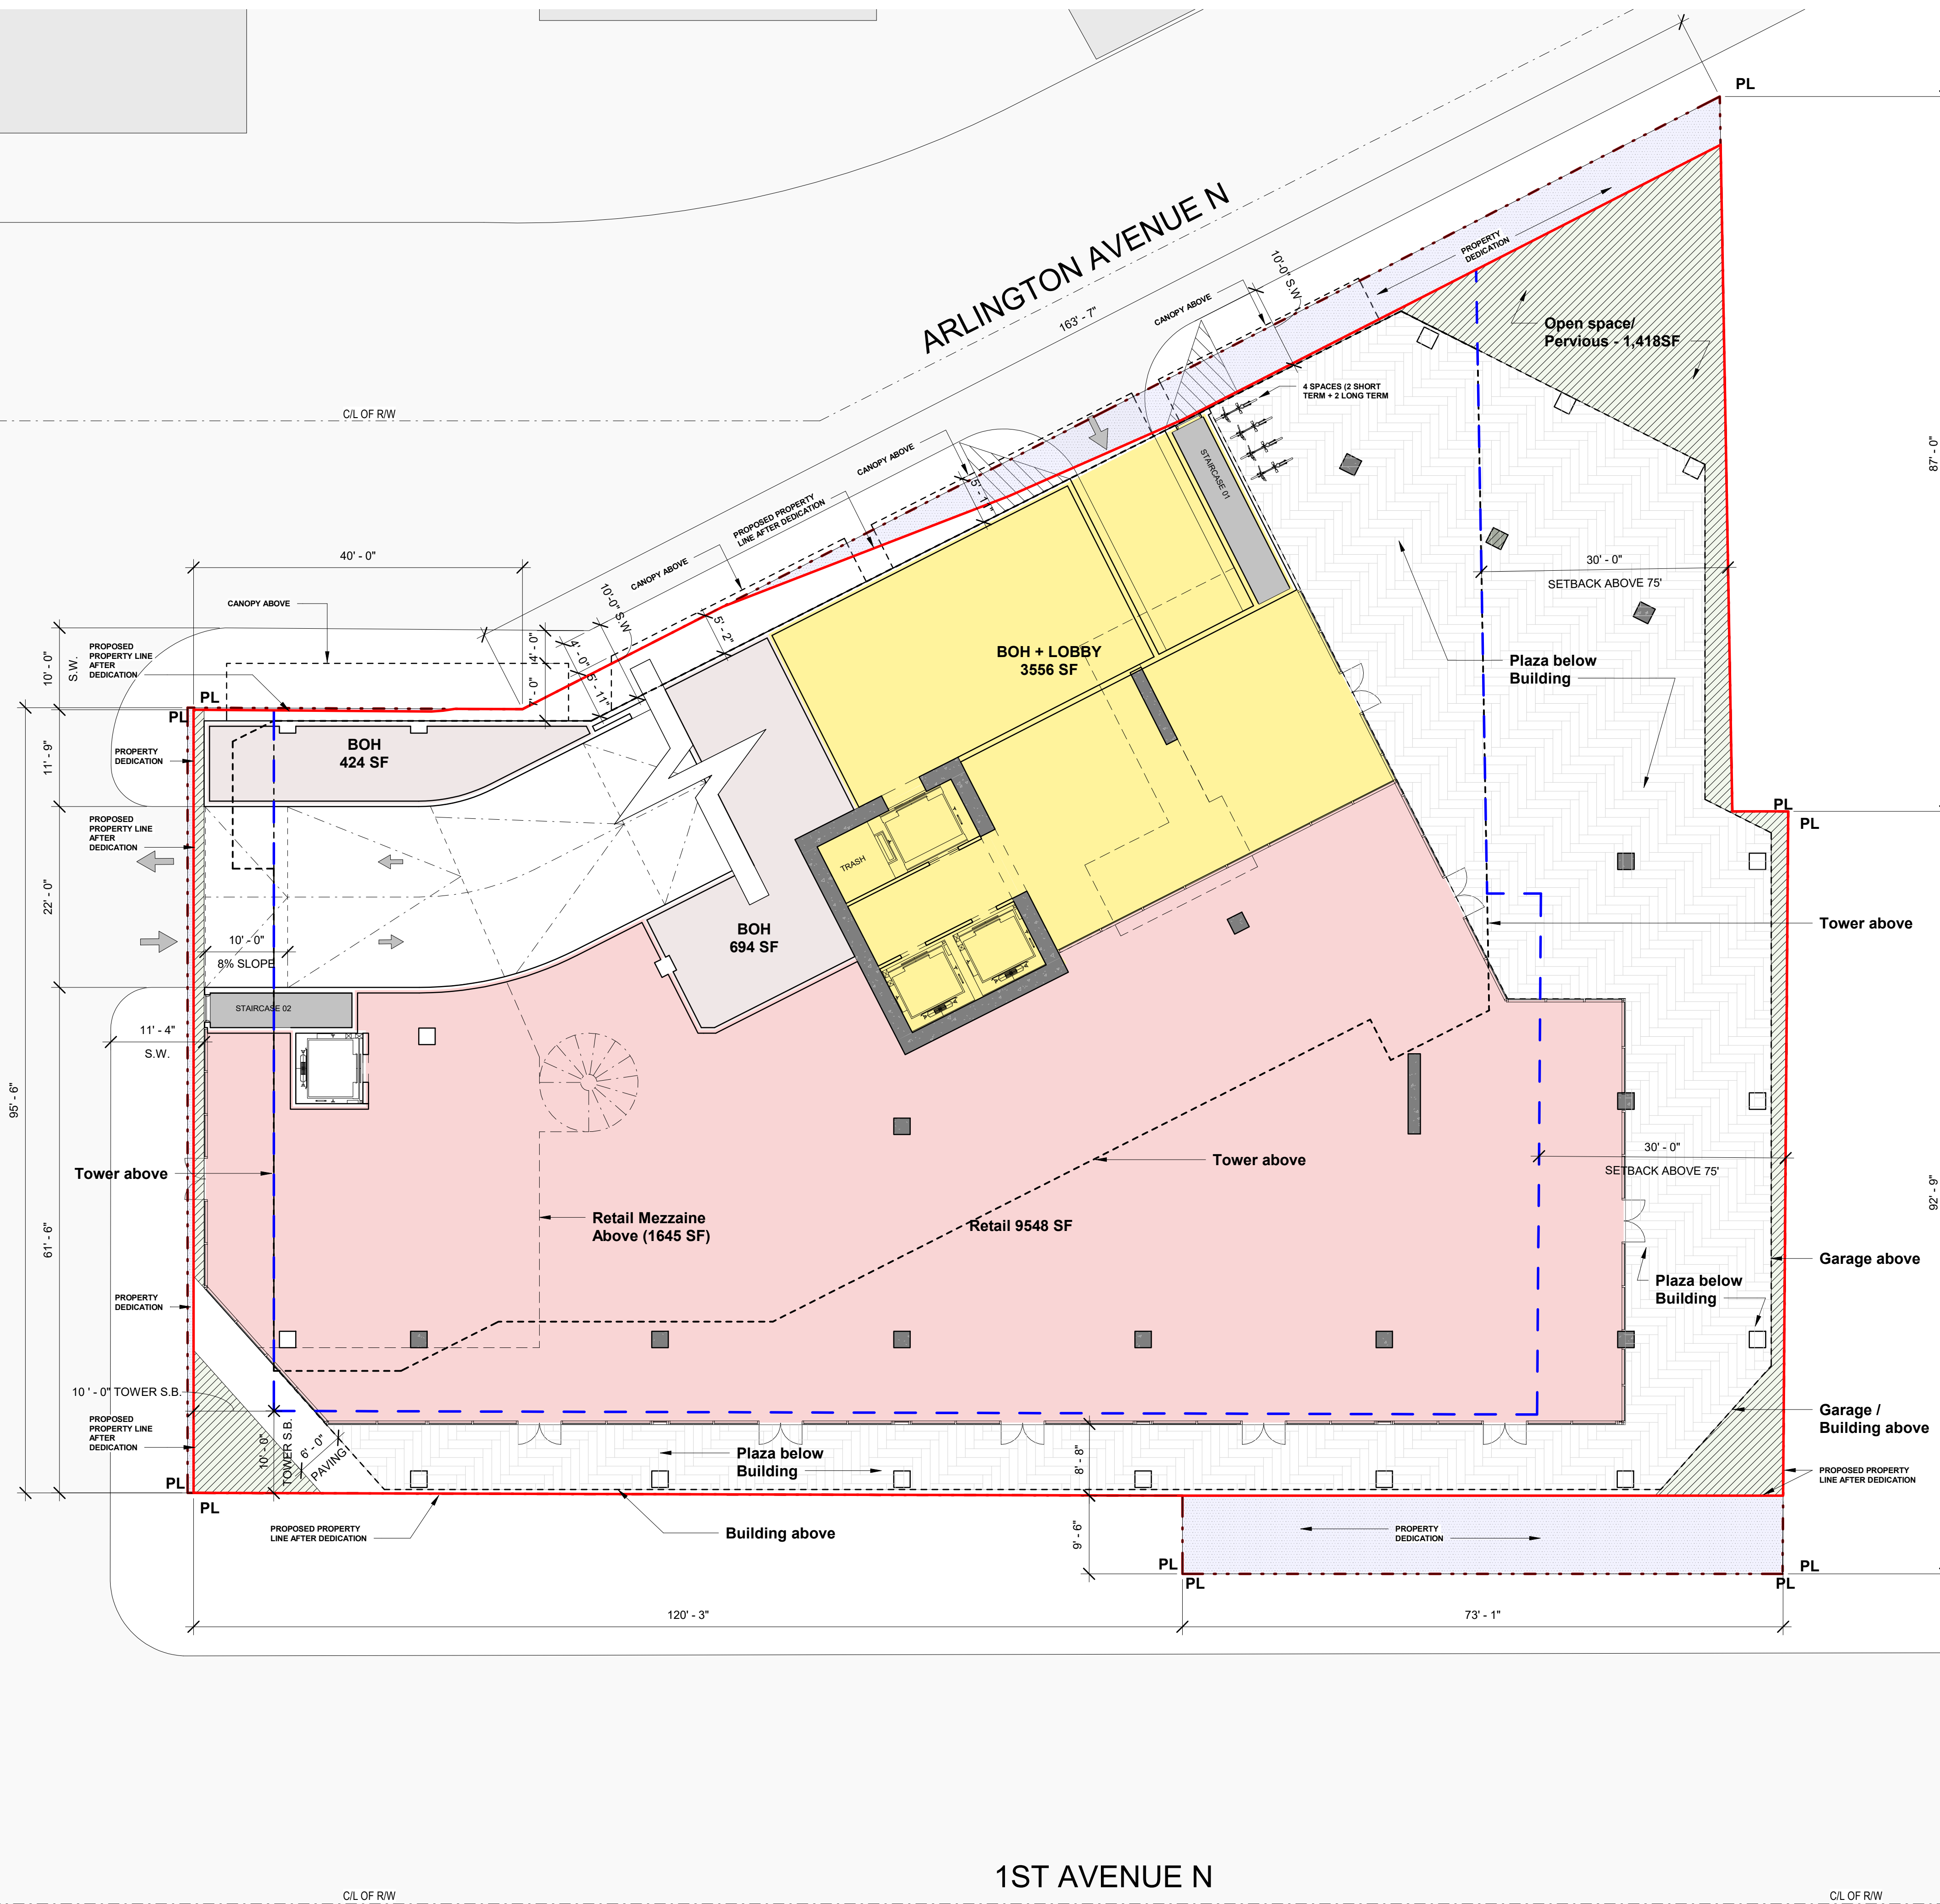 PL
ARLINGTON AVENUE N
163' - 7"
10'-0" S.W
CANOPY ABOVE
PROPERTY
DEDICATION
Open space/
Pervious - 1,418SF
4 SPACES (2 SHORT
TERM + 2 LONG TERM
C/L OF R/W
CANOPY ABOVE
PROPOSED PROPERTY
LINE AFTER DEDICATION
CANOPY ABOVE
STAIRCASE 01
87' - 0"
40' - 0"
30' - 0"
SETBACK ABOVE 75'
CANOPY ABOVE
10'-0" S.W
5' - 2"
4' - 0"
4' - 0"
5' - 11"
7' - 0"
10' - 0"
S.W.
PROPOSED
PROPERTY LINE
AFTER
DEDICATION
PL
PL
BOH + LOBBY
3556 SF
Plaza below
Building
BOH
424 SF
PROPERTY
DEDICATION
11' - 9"
PROPOSED
PROPERTY LINE
AFTER
DEDICATION
PL
PL
TRASH
22' - 0"
10' - 0"
8% SLOPE
BOH
694 SF
Tower above
STAIRCASE 02
11' - 4"
S.W.
95' - 6"
30' - 0"
SETBACK ABOVE 75'
Tower above
Tower above
92' - 9"
61' - 6"
Retail Mezzaine
Above (1645 SF)
Retail 9548 SF
Garage above
Plaza below
Building
PROPERTY
DEDICATION
10 ' - 0" TOWER S.B.
PROPOSED
PROPERTY LINE
AFTER
DEDICATION
10' - 0"
TOWER S.B.
6' - 0"
PAVING
Plaza below
Building
8' - 8"
Garage /
Building above
PROPOSED PROPERTY
LINE AFTER DEDICATION
PL
PL
PROPOSED PROPERTY
LINE AFTER DEDICATION
Building above
9' - 6"
PROPERTY
DEDICATION
PL
PL
PL
PL
120' - 3"
73' - 1"
1ST AVENUE N
C/L OF R/W
C/L OF R/W